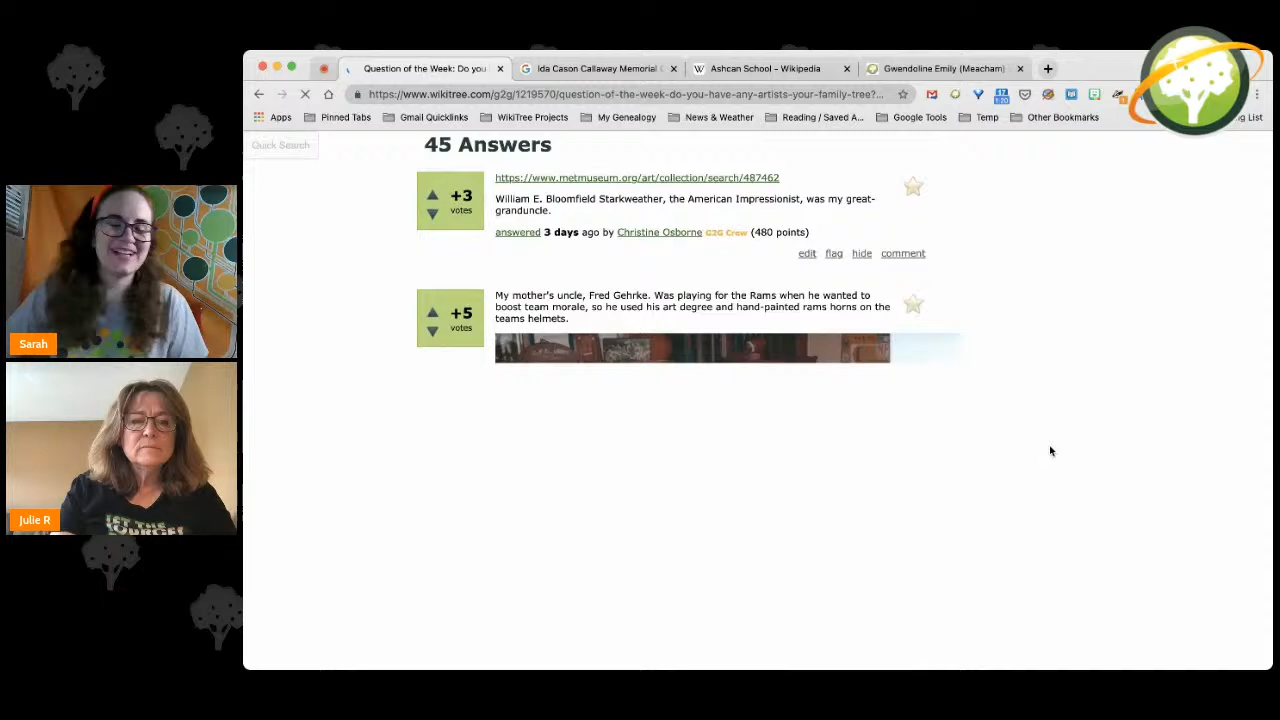 Question of the Week: Do you
Ida Cason Callaway Memorial
Ashcan School - Wikipedia
Gwendoline Emily (Meacham)
https://www.wikitree.com/g2g/1219570/question-of-the-week-do-you-have-any-artists-your-family-tree?...
Apps Pinned Tabs Gmail Quicklinks WikiTree Projects My Genealogy News & Weather Reading / Saved A... Google Tools Temp Other Bookmarks
Quick Search
45 Answers
+3
votes
https://www.metmuseum.org/art/collection/search/487462
William E. Bloomfield Starkweather, the American Impressionist, was my great-
granduncle.
answered 3 days ago by Christine Osborne G2G Crew (480 points)
edit flag hide comment
+5
votes
My mother's uncle, Fred Gehrke. Was playing for the Rams when he wanted to
boost team morale, so he used his art degree and hand-painted rams horns on the
teams helmets.
Sarah
Julie R